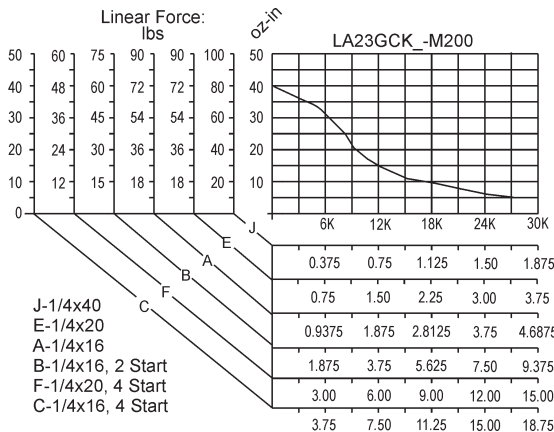 Linear Force:
lbs
oz-in
LA23GCK_-M200
50 60 75 90 90 100 50
40 48 60 72 72 80 40
30 36 45 54 54 60 30
20 24 30 36 36 40 20
10 12 15 18 18 20 10
0
6K 12K 18K 24K 30K
J
E
A
B
F
C
0.375 0.75 1.125 1.50 1.875
0.75 1.50 2.25 3.00 3.75
0.9375 1.875 2.8125 3.75 4.6875
1.875 3.75 5.625 7.50 9.375
3.00 6.00 9.00 12.00 15.00
3.75 7.50 11.25 15.00 18.75
J-1/4x40
E-1/4x20
A-1/4x16
B-1/4x16, 2 Start
F-1/4x20, 4 Start
C-1/4x16, 4 Start